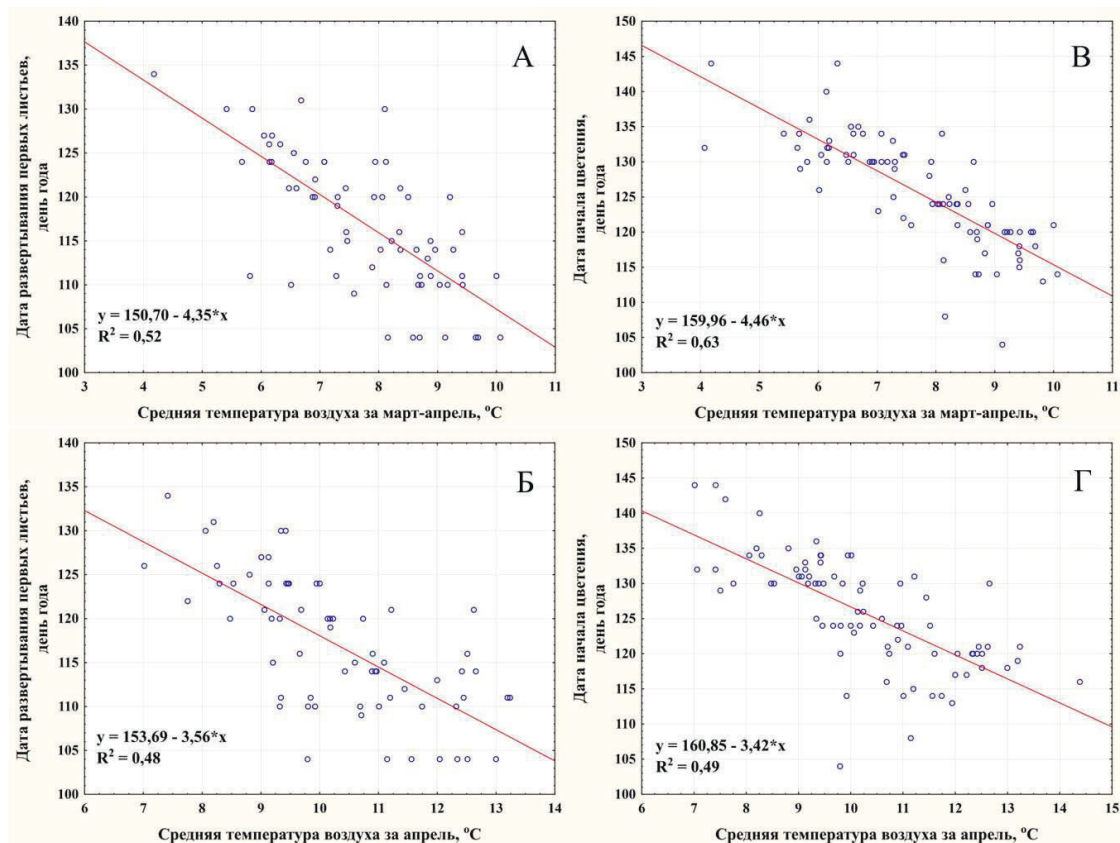 140
135
130
125
120
115
110
105
100
Дата развертывания первых листьев,
день года
А
y = 150,70 - 4,35*x
R² = 0,52
3 4 5 6 7 8 9 10 11
Средняя температура воздуха за март-апрель, °С
150
145
140
135
130
125
120
115
110
105
100
Дата начала цветения,
день года
В
y = 159,96 - 4,46*x
R² = 0,63
3 4 5 6 7 8 9 10 11
Средняя температура воздуха за март-апрель, °С
140
135
130
125
120
115
110
105
100
Дата развертывания первых листьев,
день года
Б
y = 153,69 - 3,56*x
R² = 0,48
6 7 8 9 10 11 12 13 14
Средняя температура воздуха за апрель, °С
150
145
140
135
130
125
120
115
110
105
100
Дата начала цветения,
день года
Г
y = 160,85 - 3,42*x
R² = 0,49
6 7 8 9 10 11 12 13 14 15
Средняя температура воздуха за апрель, °С